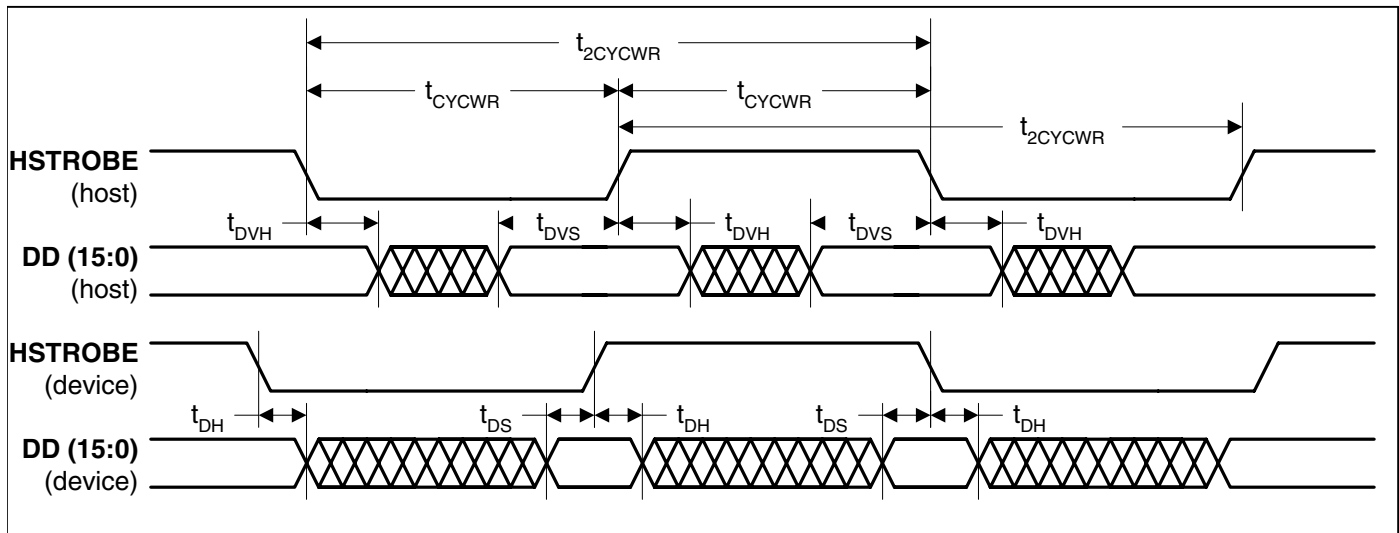 t2CYCWR
tCYCWR tCYCWR
t2CYCWR
HSTROBE
(host)
tDVH tDVS tDVH tDVS tDVH
DD (15:0)
(host)
HSTROBE
(device)
tDH tDS tDH tDS tDH
DD (15:0)
(device)